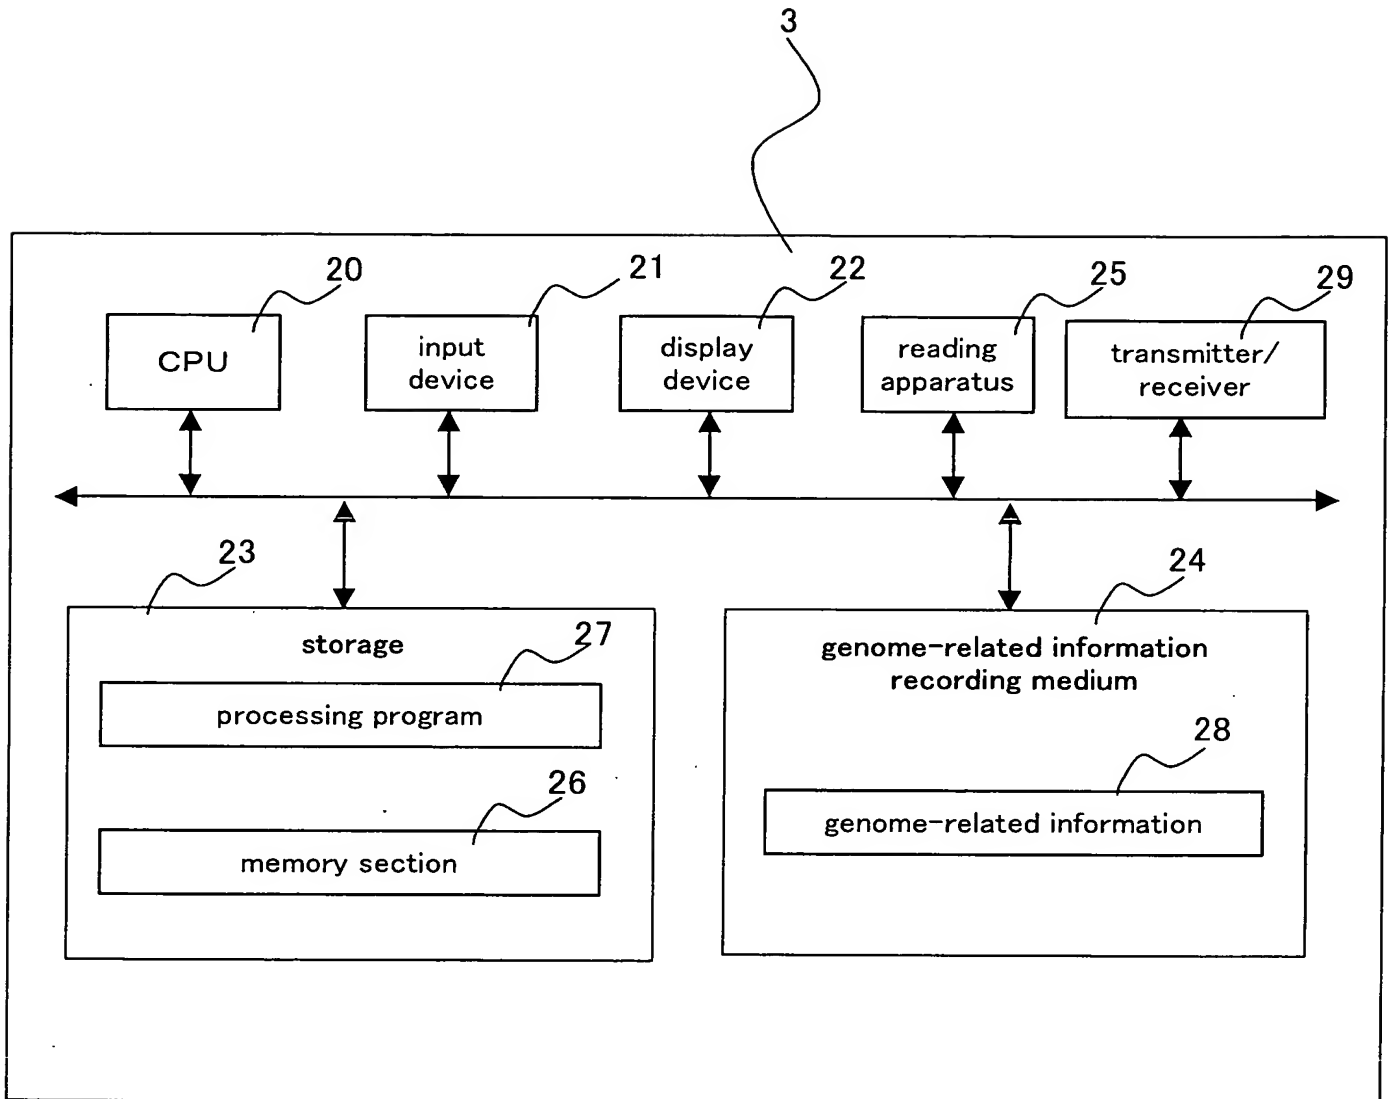 3
20
21
22
25
29
CPU
input
device
display
device
reading
apparatus
transmitter/
receiver
23
24
storage
27
processing program
26
memory section
genome-related information
recording medium
28
genome-related information